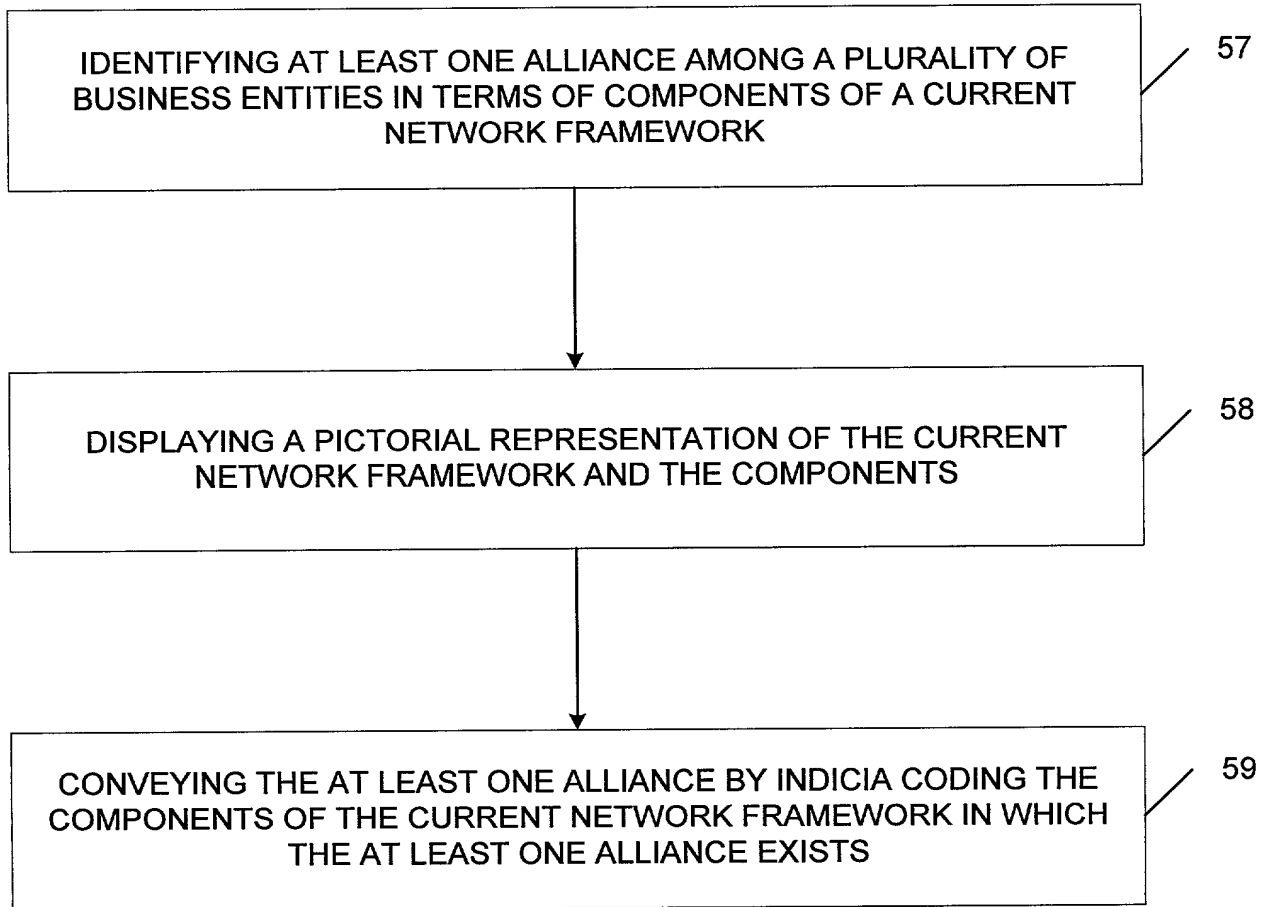 IDENTIFYING AT LEAST ONE ALLIANCE AMONG A PLURALITY OF
BUSINESS ENTITIES IN TERMS OF COMPONENTS OF A CURRENT
NETWORK FRAMEWORK
57
DISPLAYING A PICTORIAL REPRESENTATION OF THE CURRENT
NETWORK FRAMEWORK AND THE COMPONENTS
58
CONVEYING THE AT LEAST ONE ALLIANCE BY INDICIA CODING THE
COMPONENTS OF THE CURRENT NETWORK FRAMEWORK IN WHICH
THE AT LEAST ONE ALLIANCE EXISTS
59